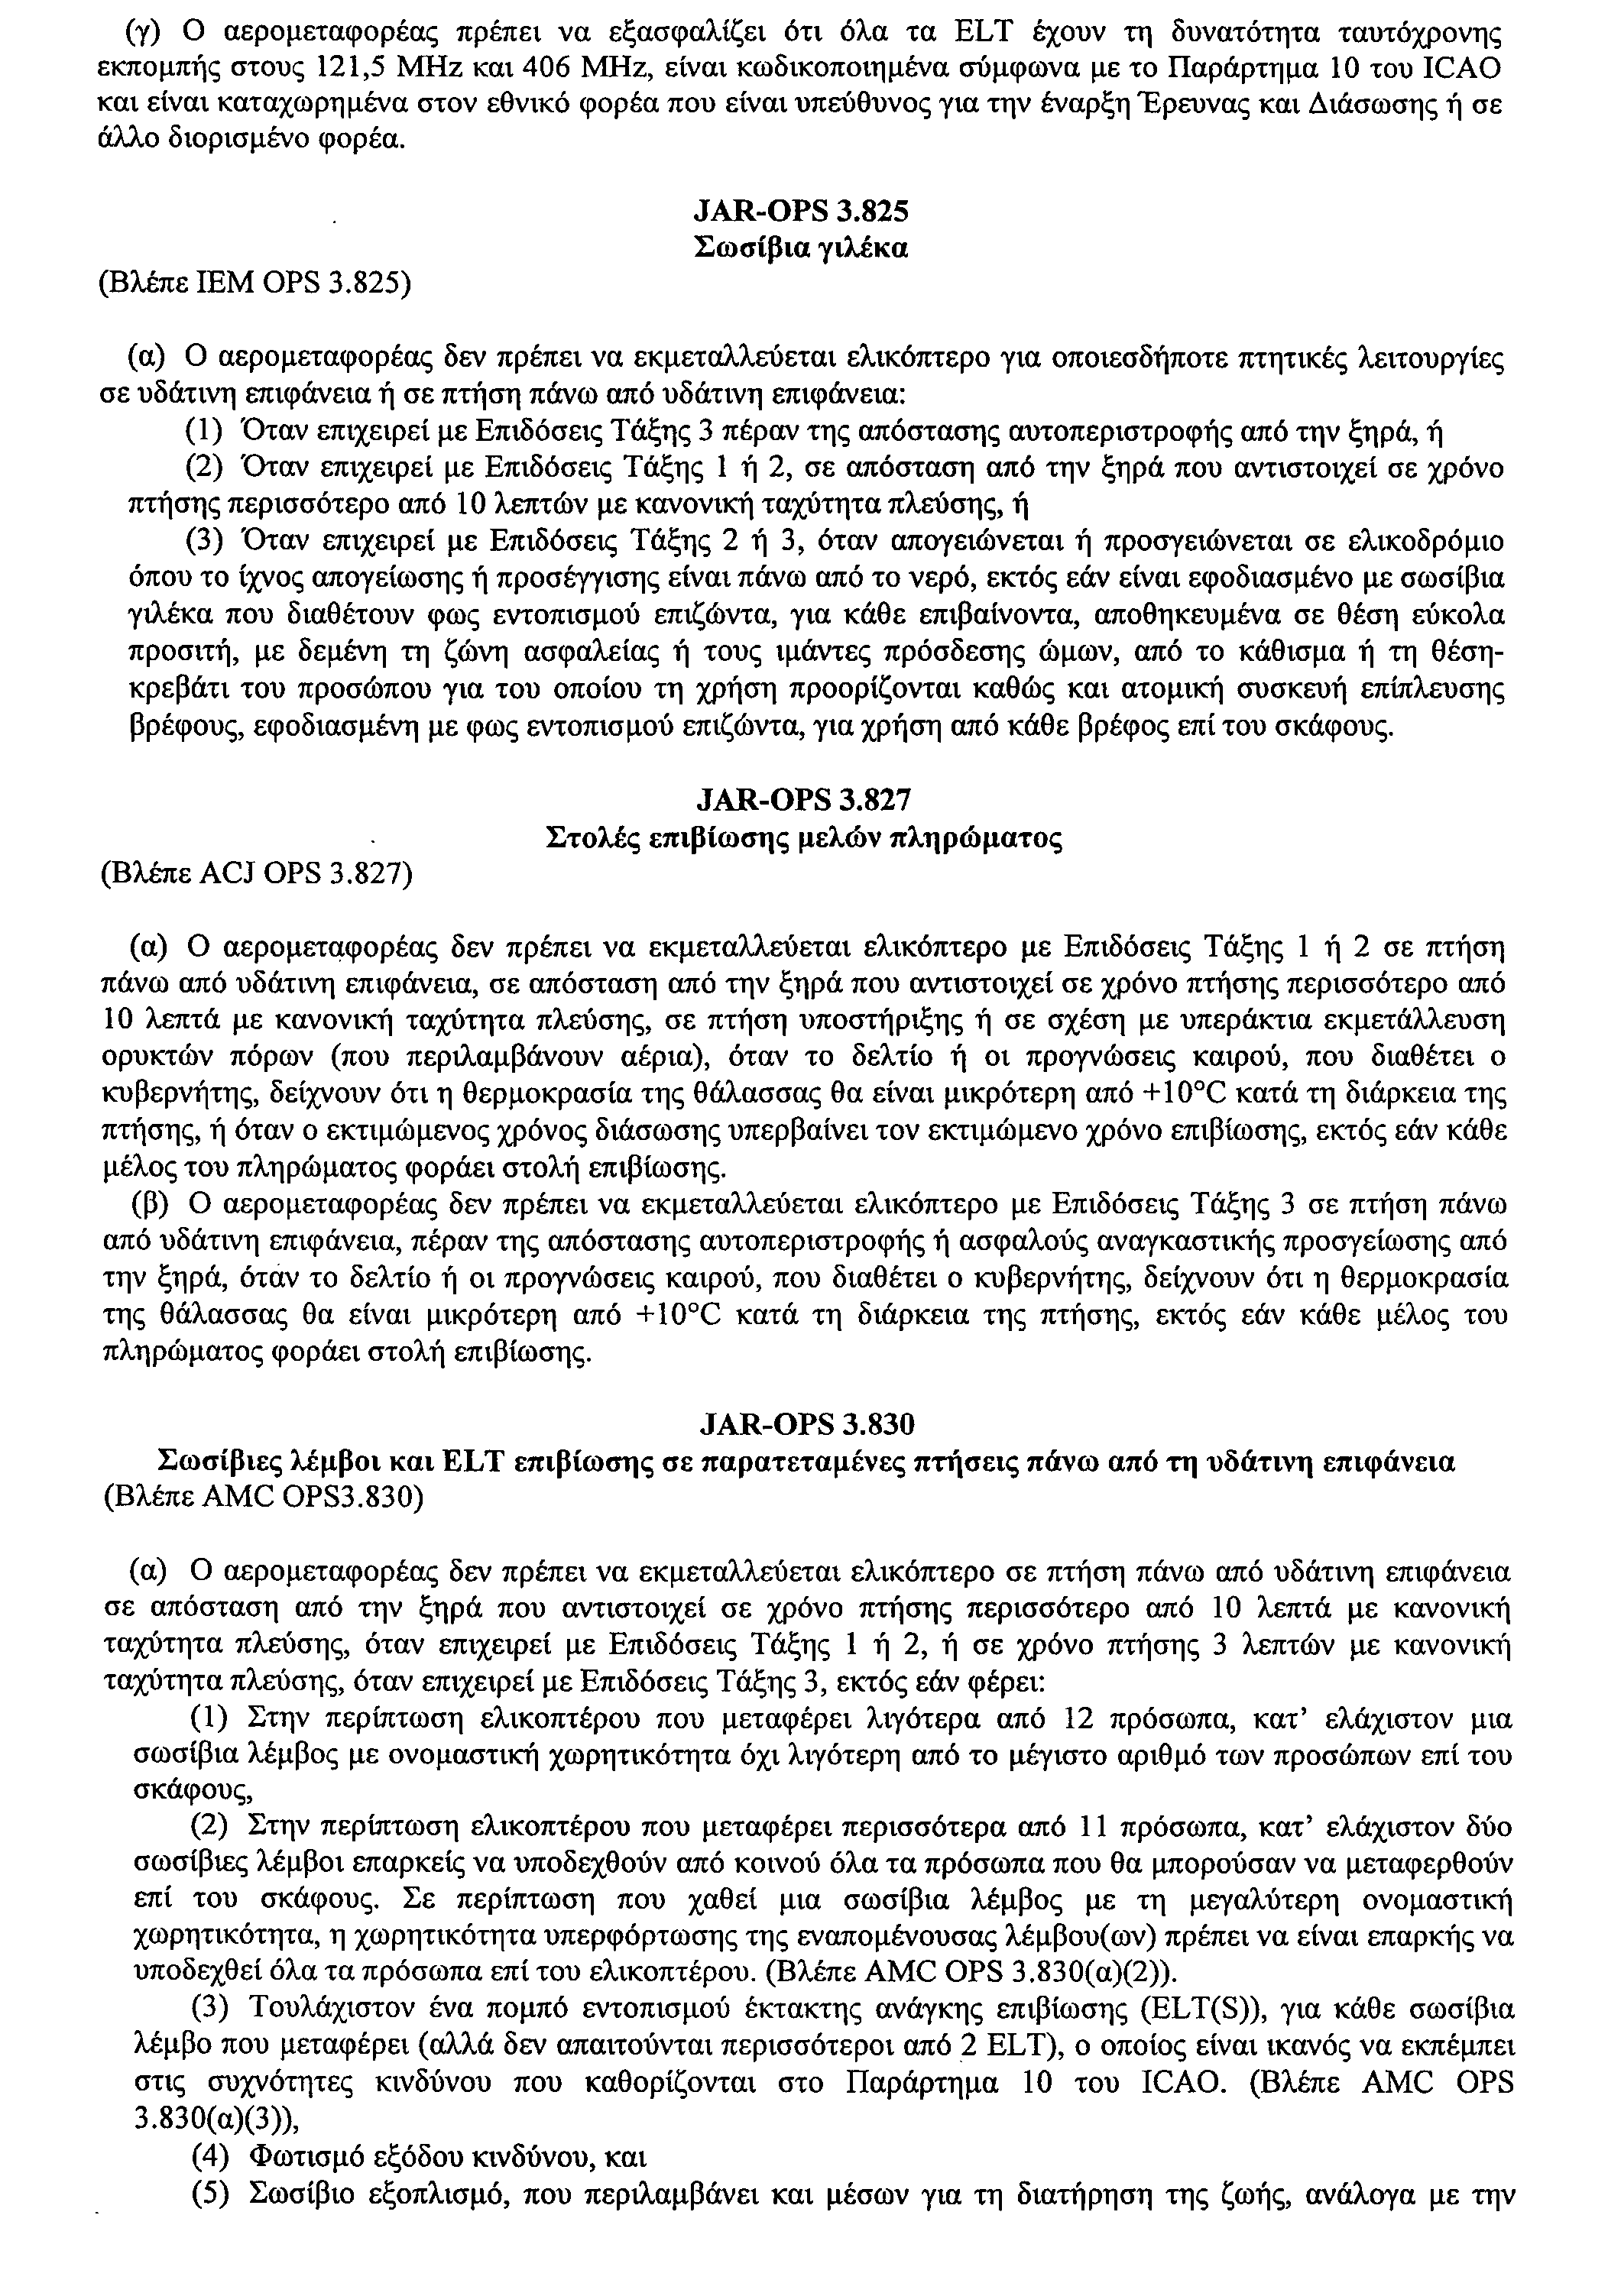 (γ) Ο αερομεταφορέας πρέπει να εξασφαλίζει ότι όλα τα ELT έχουν τη δυνατότητα ταυτόχρονης
εκπομπής στους 121,5 MHz και 406 MHz, είναι κωδικοποιημένα σύμφωνα με το Παράρτημα 10 του ICAO
και είναι καταχωρημένα στον εθνικό φορέα που είναι υπεύθυνος για την έναρξη Έρευνας και Διάσωσης ή σε
άλλο διορισμένο φορέα.
JAR-OPS 3.825
Σωσίβια γιλέκα
(Βλέπε IEM OPS 3.825)
(α) Ο αερομεταφορέας δεν πρέπει να εκμεταλλεύεται ελικόπτερο για οποιεσδήποτε πτητικές λειτουργίες
σε υδάτινη επιφάνεια ή σε πτήση πάνω από υδάτινη επιφάνεια:
(1) Όταν επιχειρεί με Επιδόσεις Τάξης 3 πέραν της απόστασης αυτοπεριστροφής από την ξηρά, ή
(2) Όταν επιχειρεί με Επιδόσεις Τάξης 1 ή 2, σε απόσταση από την ξηρά που αντιστοιχεί σε χρόνο
πτήσης περισσότερο από 10 λεπτών με κανονική ταχύτητα πλεύσης, ή
(3) Όταν επιχειρεί με Επιδόσεις Τάξης 2 ή 3, όταν απογειώνεται ή προσγειώνεται σε ελικοδρόμιο
όπου το ίχνος απογείωσης ή προσέγγισης είναι πάνω από το νερό, εκτός εάν είναι εφοδιασμένο με σωσίβια
γιλέκα που διαθέτουν φως εντοπισμού επιζώντα, για κάθε επιβαίνοντα, αποθηκευμένα σε θέση εύκολα
προσιτή, με δεμένη τη ζώνη ασφαλείας ή τους ιμάντες πρόσδεσης ώμων, από το κάθισμα ή τη θέση-
κρεβάτι του προσώπου για του οποίου τη χρήση προορίζονται καθώς και ατομική συσκευή επίπλευσης
βρέφους, εφοδιασμένη με φως εντοπισμού επιζώντα, για χρήση από κάθε βρέφος επί του σκάφους.
JAR-OPS 3.827
Στολές επιβίωσης μελών πληρώματος
(Βλέπε ACJ OPS 3.827)
(α) Ο αερομεταφορέας δεν πρέπει να εκμεταλλεύεται ελικόπτερο με Επιδόσεις Τάξης 1 ή 2 σε πτήση
πάνω από υδάτινη επιφάνεια, σε απόσταση από την ξηρά που αντιστοιχεί σε χρόνο πτήσης περισσότερο από
10 λεπτά με κανονική ταχύτητα πλεύσης, σε πτήση υποστήριξης ή σε σχέση με υπεράκτια εκμετάλλευση
ορυκτών πόρων (που περιλαμβάνουν αέρια), όταν το δελτίο ή οι προγνώσεις καιρού, που διαθέτει ο
κυβερνήτης, δείχνουν ότι η θερμοκρασία της θάλασσας θα είναι μικρότερη από +10°C κατά τη διάρκεια της
πτήσης, ή όταν ο εκτιμώμενος χρόνος διάσωσης υπερβαίνει τον εκτιμώμενο χρόνο επιβίωσης, εκτός εάν κάθε
μέλος του πληρώματος φοράει στολή επιβίωσης.
(β) Ο αερομεταφορέας δεν πρέπει να εκμεταλλεύεται ελικόπτερο με Επιδόσεις Τάξης 3 σε πτήση πάνω
από υδάτινη επιφάνεια, πέραν της απόστασης αυτοπεριστροφής ή ασφαλούς αναγκαστικής προσγείωσης από
την ξηρά, όταν το δελτίο ή οι προγνώσεις καιρού, που διαθέτει ο κυβερνήτης, δείχνουν ότι η θερμοκρασία
της θάλασσας θα είναι μικρότερη από +10°C κατά τη διάρκεια της πτήσης, εκτός εάν κάθε μέλος του
πληρώματος φοράει στολή επιβίωσης.
JAR-OPS 3.830
Σωσίβιες λέμβοι και ELT επιβίωσης σε παρατεταμένες πτήσεις πάνω από τη υδάτινη επιφάνεια
(Βλέπε AMC OPS3.830)
(α) Ο αερομεταφορέας δεν πρέπει να εκμεταλλεύεται ελικόπτερο σε πτήση πάνω από υδάτινη επιφάνεια
σε απόσταση από την ξηρά που αντιστοιχεί σε χρόνο πτήσης περισσότερο από 10 λεπτά με κανονική
ταχύτητα πλεύσης, όταν επιχειρεί με Επιδόσεις Τάξης 1 ή 2, ή σε χρόνο πτήσης 3 λεπτών με κανονική
ταχύτητα πλεύσης, όταν επιχειρεί με Επιδόσεις Τάξης 3, εκτός εάν φέρει:
(1) Στην περίπτωση ελικοπτέρου που μεταφέρει λιγότερα από 12 πρόσωπα, κατ’ ελάχιστον μια
σωσίβια λέμβος με ονομαστική χωρητικότητα όχι λιγότερη από το μέγιστο αριθμό των προσώπων επί του
σκάφους,
(2) Στην περίπτωση ελικοπτέρου που μεταφέρει περισσότερα από 11 πρόσωπα, κατ’ ελάχιστον δύο
σωσίβιες λέμβοι επαρκείς να υποδεχθούν από κοινού όλα τα πρόσωπα που θα μπορούσαν να μεταφερθούν
επί του σκάφους. Σε περίπτωση που χαθεί μια σωσίβια λέμβος με τη μεγαλύτερη ονομαστική
χωρητικότητα, η χωρητικότητα υπερφόρτωσης της εναπομένουσας λέμβου(ων) πρέπει να είναι επαρκής να
υποδεχθεί όλα τα πρόσωπα επί του ελικοπτέρου. (Βλέπε AMC OPS 3.830(α)(2)).
(3) Τουλάχιστον ένα πομπό εντοπισμού έκτακτης ανάγκης επιβίωσης (ELT(S)), για κάθε σωσίβια
λέμβο που μεταφέρει (αλλά δεν απαιτούνται περισσότεροι από 2 ELT), ο οποίος είναι ικανός να εκπέμπει
στις συχνότητες κινδύνου που καθορίζονται στο Παράρτημα 10 του ICAO. (Βλέπε AMC OPS
3.830(α)(3)),
(4) Φωτισμό εξόδου κινδύνου, και
(5) Σωσίβιο εξοπλισμό, που περιλαμβάνει και μέσων για τη διατήρηση της ζωής, ανάλογα με την